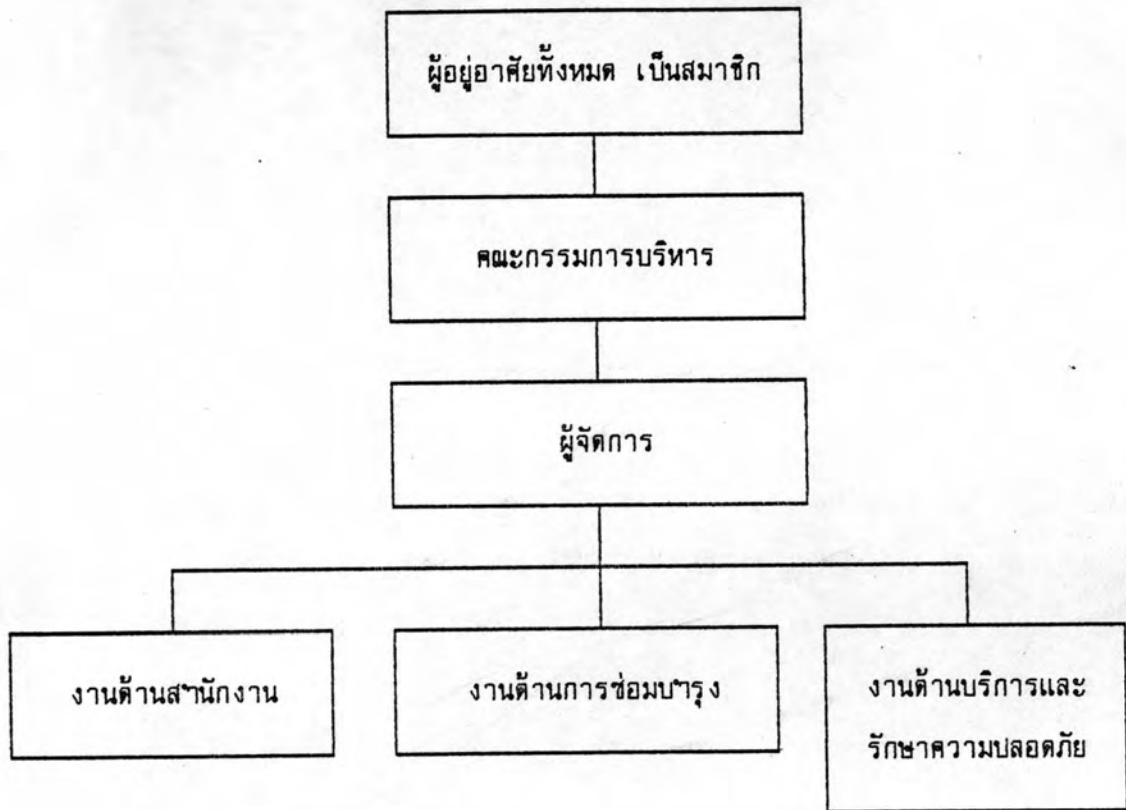 ผู้อยู่อาศัยทั้งหมด เป็นสมาชิก
คณะกรรมการบริหาร
ผู้จัดการ
งานด้านสำนักงาน
งานด้านการซ่อมบำรุง
งานด้านบริการและ
รักษาความปลอดภัย